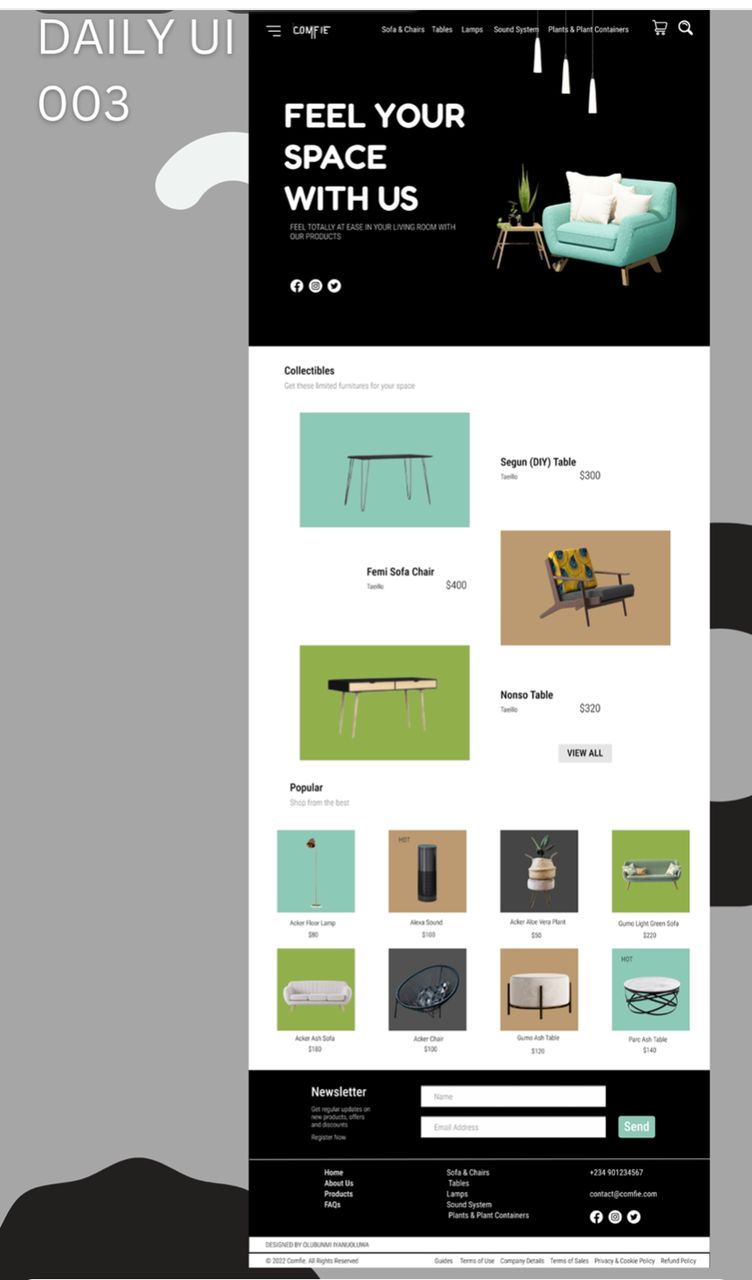 DAILY UI
003
COMFIE
Sofa & Chairs Tables Lamps Sound System Plants & Plant Containers
FEEL YOUR
SPACE
WITH US
FEEL TOTALLY AT EASE IN YOUR LIVING ROOM WITH
OUR PRODUCTS
Collectibles
Get these limited furnitures for your space
Segun (DIY) Table
Taeillo $300
Femi Sofa Chair
Taeillo $400
Nonso Table
Taeillo $320
VIEW ALL
Popular
Shop from the best
Acker Floor Lamp
$80
HOT
Alexa Sound
$100
Acker Aloe Vera Plant
$50
Gumo Light Green Sofa
$220
Acker Ash Sofa
$180
Acker Chair
$100
Gumo Ash Table
$120
HOT
Parc Ash Table
$140
Newsletter
Get regular updates on
new products, offers
and discounts
Register Now
Name
Email Address
Send
Home
About Us
Products
FAQs
Sofa & Chairs
Tables
Lamps
Sound System
Plants & Plant Containers
+234 901234567
contact@comfie.com
DESIGNED BY OLUBUNMI IYANUOLUWA
© 2022 Comfie. All Rights Reserved Guides Terms of Use Company Details Terms of Sales Privacy & Cookie Policy Refund Policy